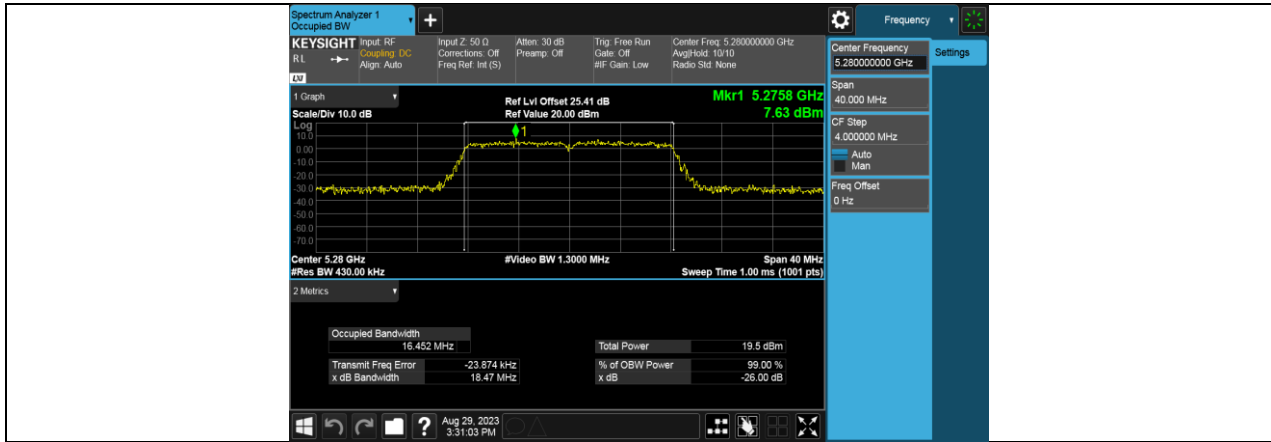 Spectrum Analyzer 1
Occupied BW
Frequency
KEYSIGHT
R L
LXI
Input: RF
Coupling: DC
Align: Auto
Input Z: 50 Ω
Corrections: Off
Freq Ref: Int (S)
Atten: 30 dB
Preamp: Off
Trig: Free Run
Gate: Off
#IF Gain: Low
Center Freq: 5.280000000 GHz
Avg|Hold: 10/10
Radio Std: None
Center Frequency
5.280000000 GHz
Settings
Span
40.000 MHz
CF Step
4.000000 MHz
Auto
Man
Freq Offset
0 Hz
1 Graph
Scale/Div 10.0 dB
Ref Lvl Offset 25.41 dB
Ref Value 20.00 dBm
Mkr1 5.2758 GHz
7.63 dBm
Log
1
10.0
0.00
-10.0
-20.0
-30.0
-40.0
-50.0
-60.0
-70.0
Center 5.28 GHz
#Res BW 430.00 kHz
#Video BW 1.3000 MHz
Span 40 MHz
Sweep Time 1.00 ms (1001 pts)
2 Metrics
Occupied Bandwidth
16.452 MHz
Total Power 19.5 dBm
Transmit Freq Error -23.874 kHz
% of OBW Power 99.00 %
x dB Bandwidth 18.47 MHz
x dB -26.00 dB
?
Aug 29, 2023
3:31:03 PM